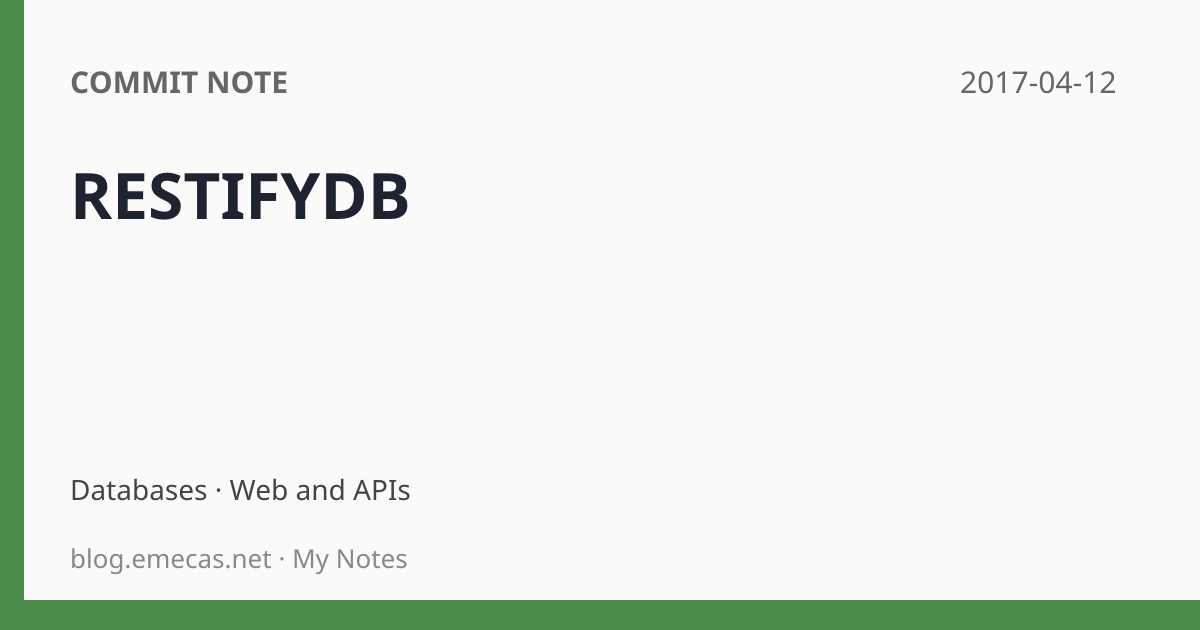 COMMIT NOTE
2017-04-12
RESTIFYDB
Databases · Web and APIs
blog.emecas.net · My Notes